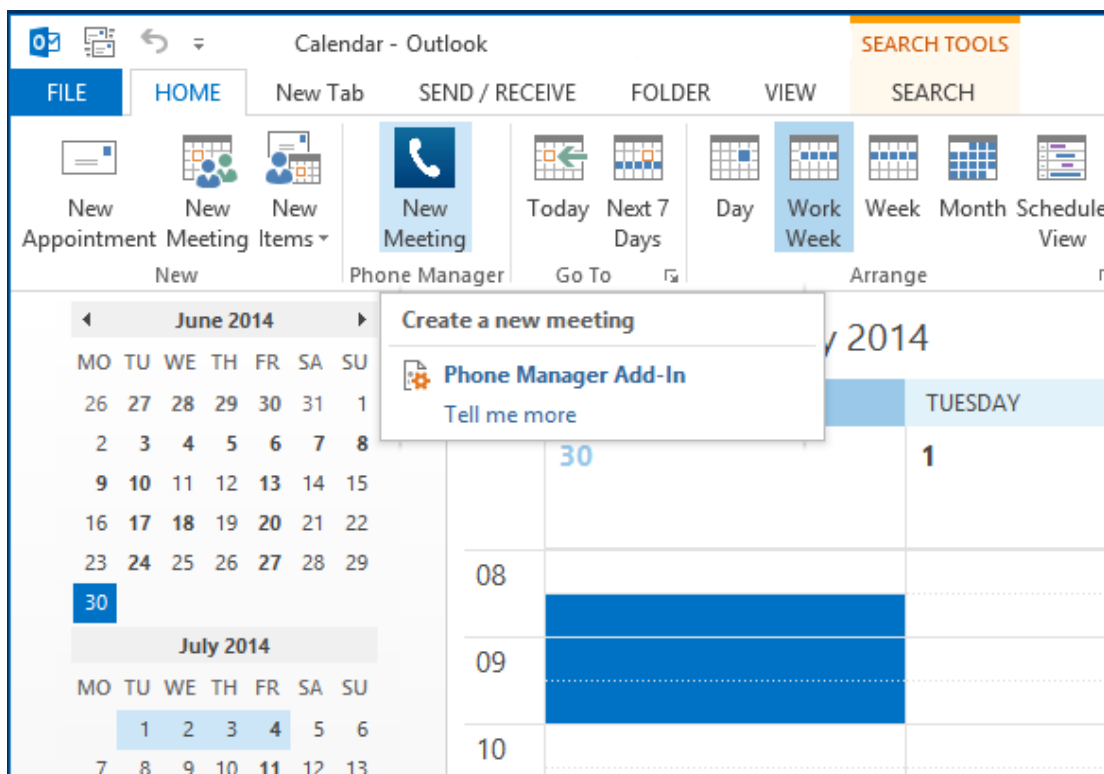 Calendar - Outlook
SEARCH TOOLS
FILE HOME New Tab SEND / RECEIVE FOLDER VIEW SEARCH
New Appointment
New Meeting
New Items
New Meeting
Today
Next 7 Days
Day
Work Week
Week
Month
Schedule View
New
Phone Manager
Go To
Arrange
Create a new meeting
Phone Manager Add-In
Tell me more
June 2014
MO TU WE TH FR SA SU
26 27 28 29 30 31 1
2 3 4 5 6 7 8
9 10 11 12 13 14 15
16 17 18 19 20 21 22
23 24 25 26 27 28 29
30
July 2014
MO TU WE TH FR SA SU
1 2 3 4 5 6
7 8 9 10 11 12 13
y 2014
TUESDAY
30 1
08
09
10